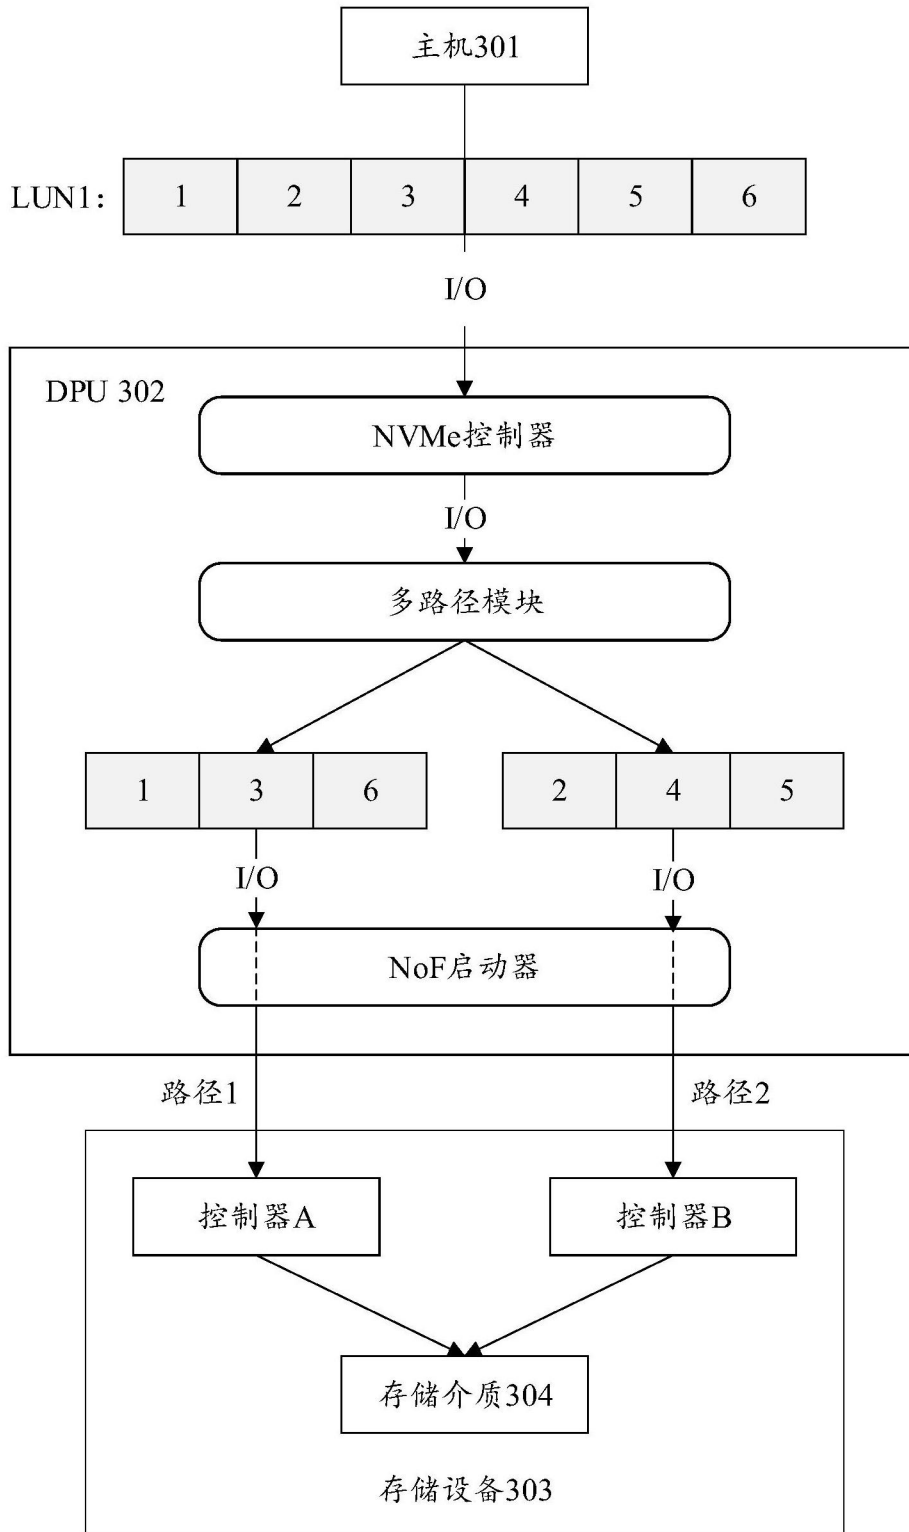 主机301
LUN1: 1 2 3 4 5 6
I/O
DPU 302
NVMe控制器
I/O
多路径模块
1 3 6 2 4 5
I/O I/O
NoF启动器
路径1 路径2
控制器A 控制器B
存储介质304
存储设备303